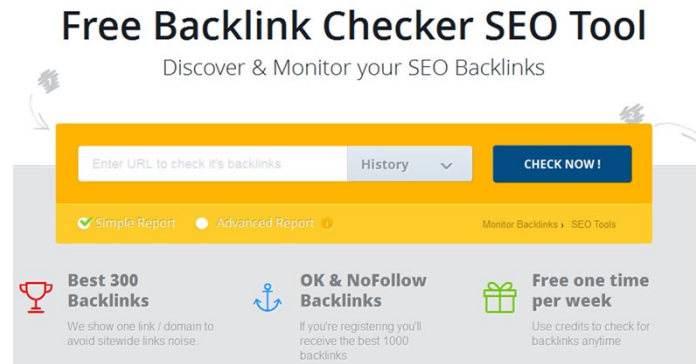 Free Backlink Checker SEO Tool
Discover & Monitor your SEO Backlinks
1
2
Enter URL to check it's backlinks
History
CHECK NOW !
Simple Report
Advanced Report
i
Monitor Backlinks › SEO Tools
Best 300
Backlinks
We show one link / domain to
avoid sitewide links noise.
OK & NoFollow
Backlinks
If you're registering you'll
receive the best 1000
backlinks
Free one time
per week
Use credits to check for
backlinks anytime